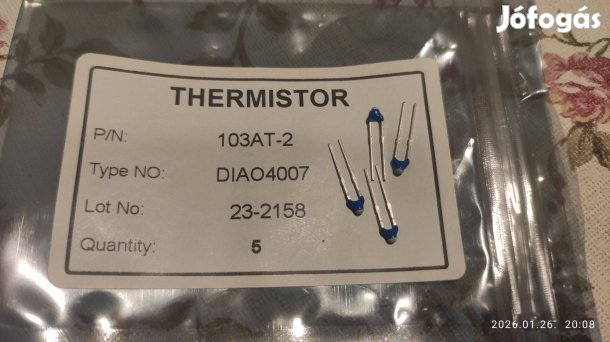 Jófogás
THERMISTOR
P/N: 103AT-2
Type NO: DIAO4007
Lot No: 23-2158
Quantity: 5
2026.01.26. 20:08